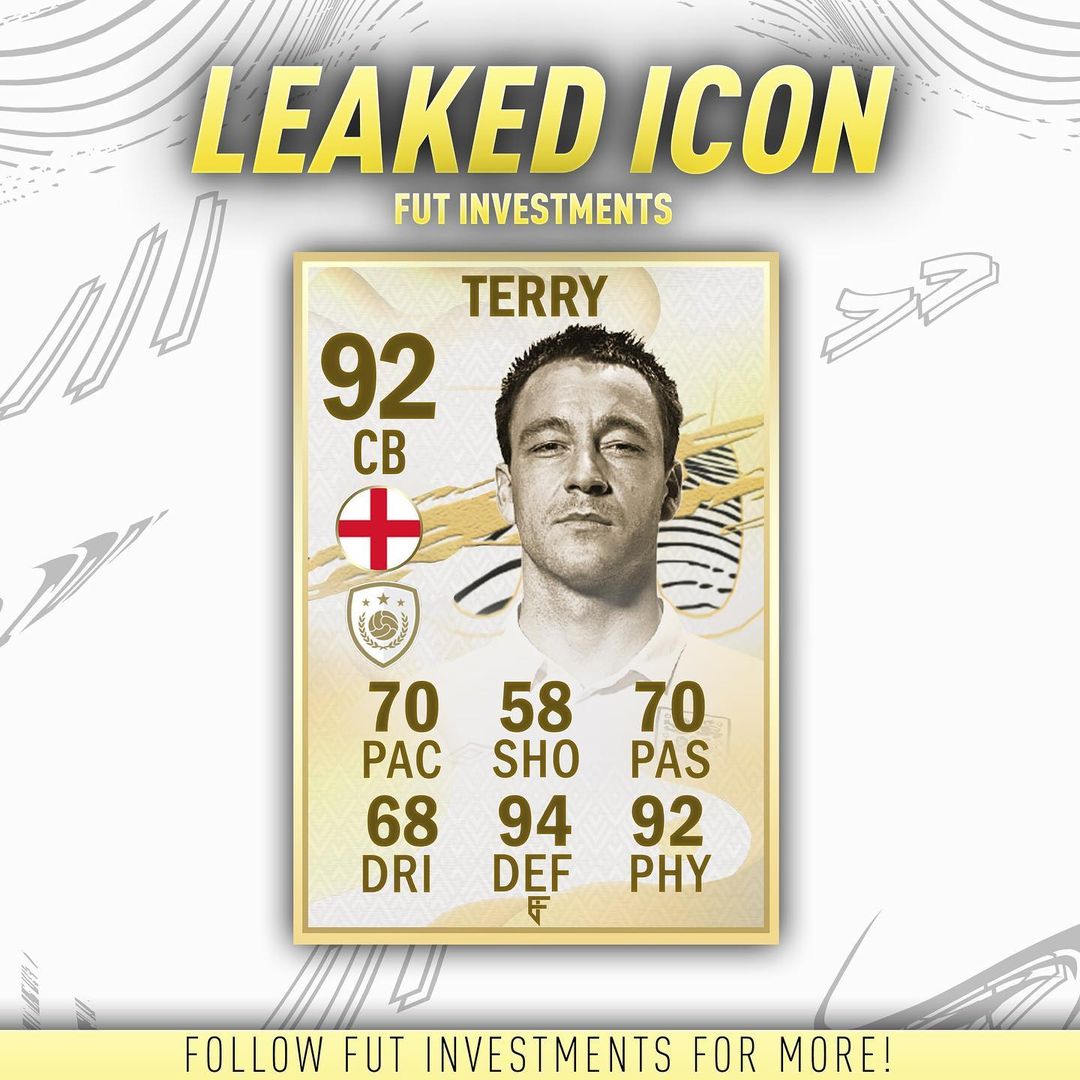 LEAKED ICON
FUT INVESTMENTS
TERRY
92
CB
70 58 70
PAC SHO PAS
68 94 92
DRI DEF PHY
FOLLOW FUT INVESTMENTS FOR MORE!